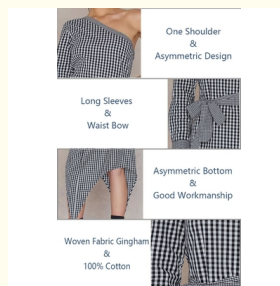 One Shoulder
&
Asymmetric Design
Long Sleeves
&
Waist Bow
Asymmetric Bottom
&
Good Workmanship
Woven Fabric Gingham
&
100% Cotton